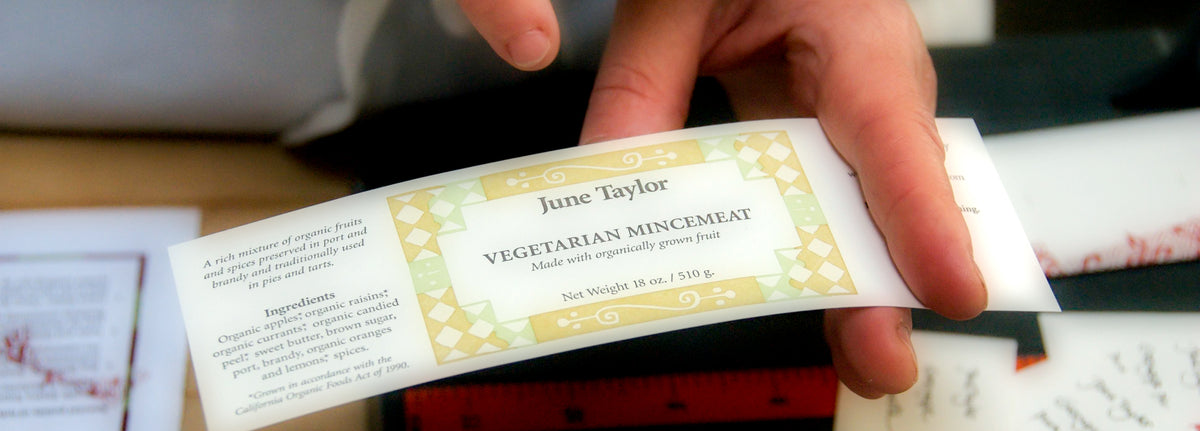 A rich mixture of organic fruits
and spices preserved in port and
brandy and traditionally used
in pies and tarts.
Ingredients
Organic apples,* organic raisins,*
organic currants,* organic candied
peel,* sweet butter, brown sugar,
port, brandy, organic oranges
and lemons,* spices.
*Grown in accordance with the
California Organic Foods Act of 1990.
June Taylor
VEGETARIAN MINCEMEAT
Made with organically grown fruit
Net Weight 18 oz. / 510 g.